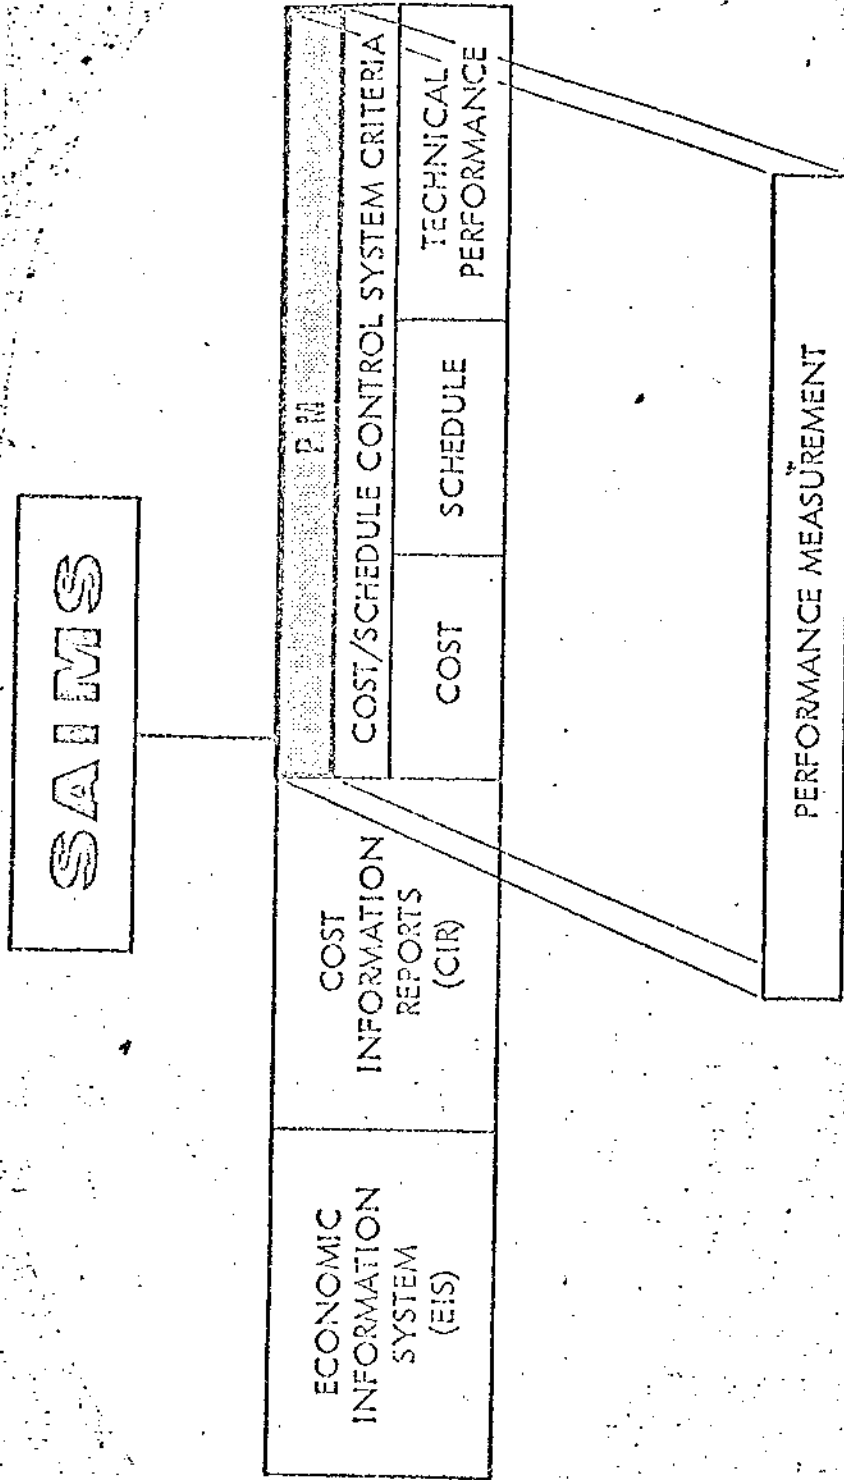 SAIMS
ECONOMIC
INFORMATION
SYSTEM
(EIS)
COST
INFORMATION
REPORTS
(CIR)
P M
COST/SCHEDULE CONTROL SYSTEM CRITERIA
COST
SCHEDULE
TECHNICAL
PERFORMANCE
PERFORMANCE MEASUREMENT